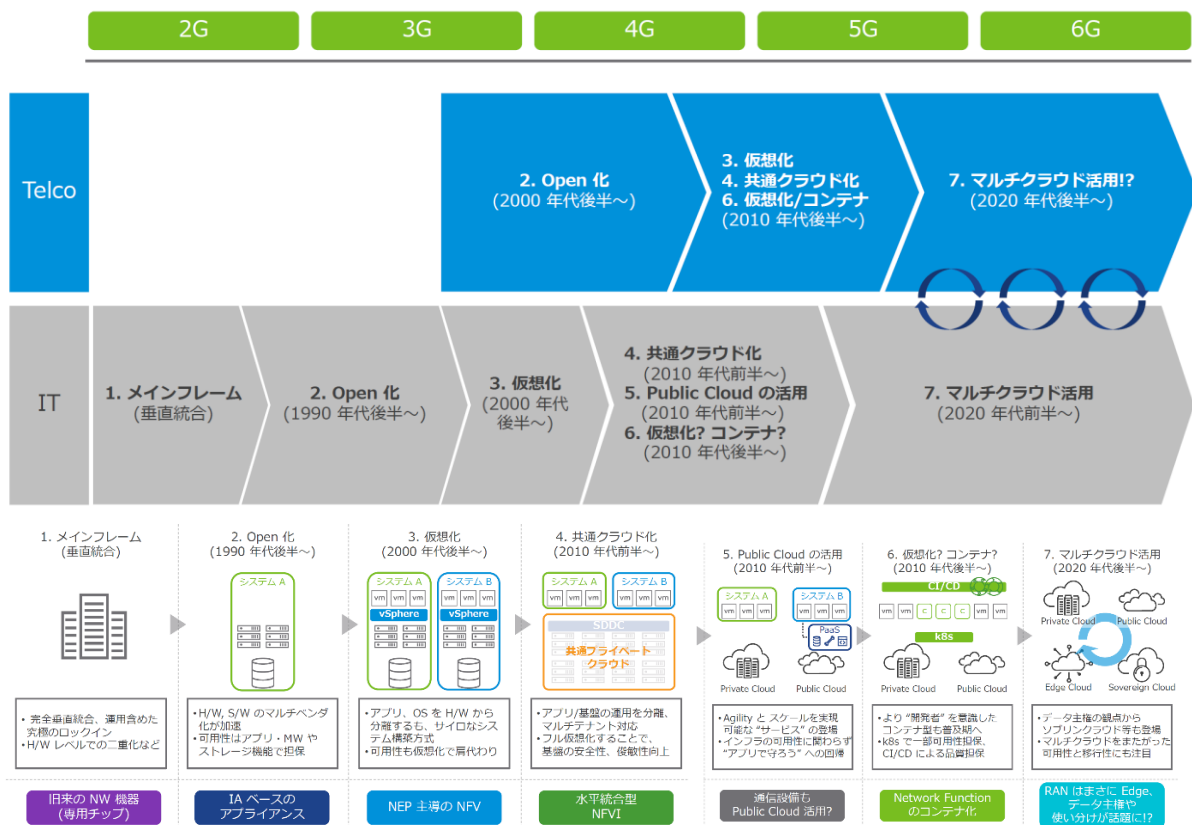 2G
3G
4G
5G
6G
Telco
2. Open 化
(2000 年代後半～)
3. 仮想化
4. 共通クラウド化
6. 仮想化/コンテナ
(2010 年代後半～)
7. マルチクラウド活用!?
(2020 年代後半～)
IT
1. メインフレーム
(垂直統合)
2. Open 化
(1990 年代後半～)
3. 仮想化
(2000 年代
後半～)
4. 共通クラウド化
(2010 年代前半～)
5. Public Cloud の活用
(2010 年代前半～)
6. 仮想化? コンテナ?
(2010 年代後半～)
7. マルチクラウド活用
(2020 年代前半～)
1. メインフレーム
(垂直統合)
• 完全垂直統合、運用含めた
究極のロックイン
• H/W レベルでの二重化など
旧来の NW 機器
(専用チップ)
2. Open 化
(1990 年代後半～)
システム A
• H/W, S/W のマルチベンダ
化が加速
• 可用性はアプリ・MW や
ストレージ機能で担保
IA ベースの
アプライアンス
3. 仮想化
(2000 年代後半～)
システム A
システム B
vm vm vm
vm vm vm
vSphere
vSphere
• アプリ、OS を H/W から
分離するも、サイロなシス
テム構築方式
• 可用性も仮想化で肩代わり
NEP 主導の NFV
4. 共通クラウド化
(2010 年代前半～)
システム A
システム B
vm vm vm
vm vm vm
SDDC
共通プライベート
クラウド
• アプリ/基盤の運用を分離、
マルチテナント対応
• フル仮想化することで、
基盤の安全性、俊敏性向上
水平統合型
NFVI
5. Public Cloud の活用
(2010 年代前半～)
システム A
システム B
vm vm vm
vm vm vm
PaaS
Private Cloud
Public Cloud
• Agility と スケールを実現
可能な “サービス” の登場
• インフラの可用性に関わらず
“アプリで守ろう” への回帰
通信設備も
Public Cloud 活用?
6. 仮想化? コンテナ?
(2010 年代後半～)
CI/CD
vm vm c c c vm vm
k8s
Private Cloud
Public Cloud
• より “開発者” を意識した
コンテナ型も普及期へ
• k8s で一部可用性担保、
CI/CD による品質担保
Network Function
のコンテナ化
7. マルチクラウド活用
(2020 年代後半～)
Private Cloud
Public Cloud
Edge Cloud
Sovereign Cloud
• データ主権の観点から
ソブリンクラウド等も登場
• マルチクラウドをまたがった
可用性と移行性にも注目
RAN はまさに Edge、
データ主権や
使い分けが話題に!?